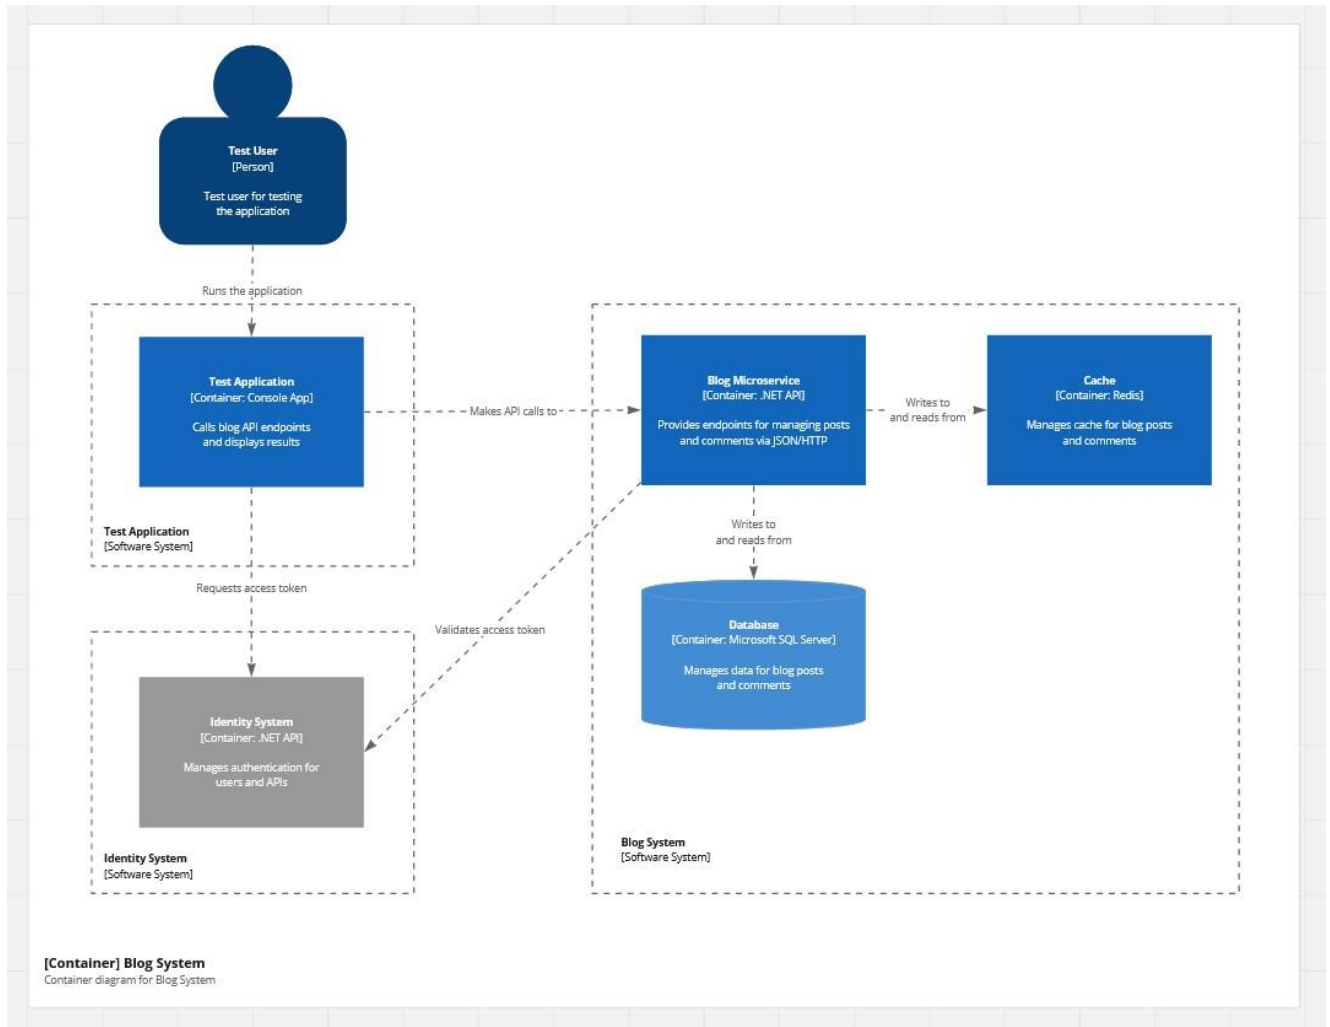 Test User
[Person]
Test user for testing
the application
Runs the application
Test Application
[Container: Console App]
Calls blog API endpoints
and displays results
Test Application
[Software System]
Makes API calls to
Blog Microservice
[Container: .NET API]
Provides endpoints for managing posts
and comments via JSON/HTTP
Writes to
and reads from
Cache
[Container: Redis]
Manages cache for blog posts
and comments
Writes to
and reads from
Requests access token
Validates access token
Database
[Container: Microsoft SQL Server]
Manages data for blog posts
and comments
Identity System
[Container: .NET API]
Manages authentication for
users and APIs
Identity System
[Software System]
Blog System
[Software System]
[Container] Blog System
Container diagram for Blog System